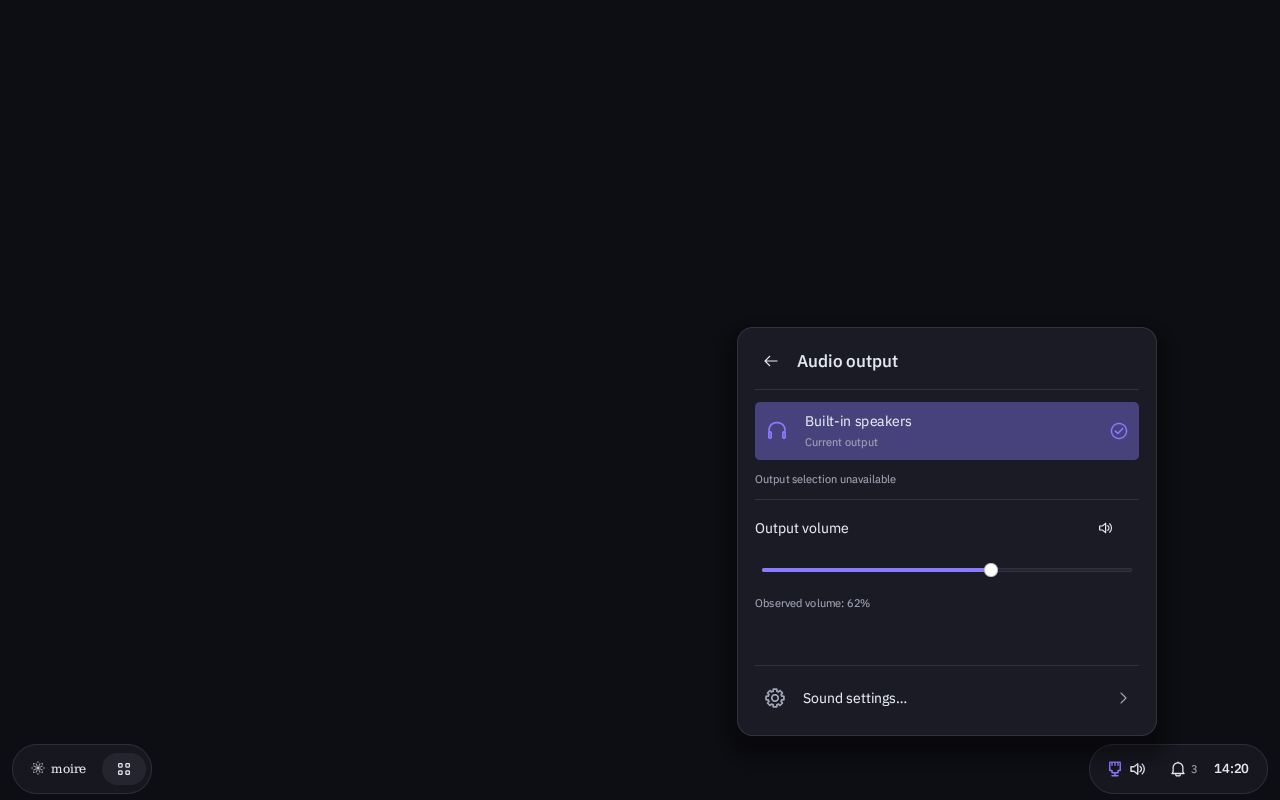 Audio output
Built-in speakers
Current output
Output selection unavailable
Output volume
Observed volume: 62%
Sound settings...
moire
3
14:20